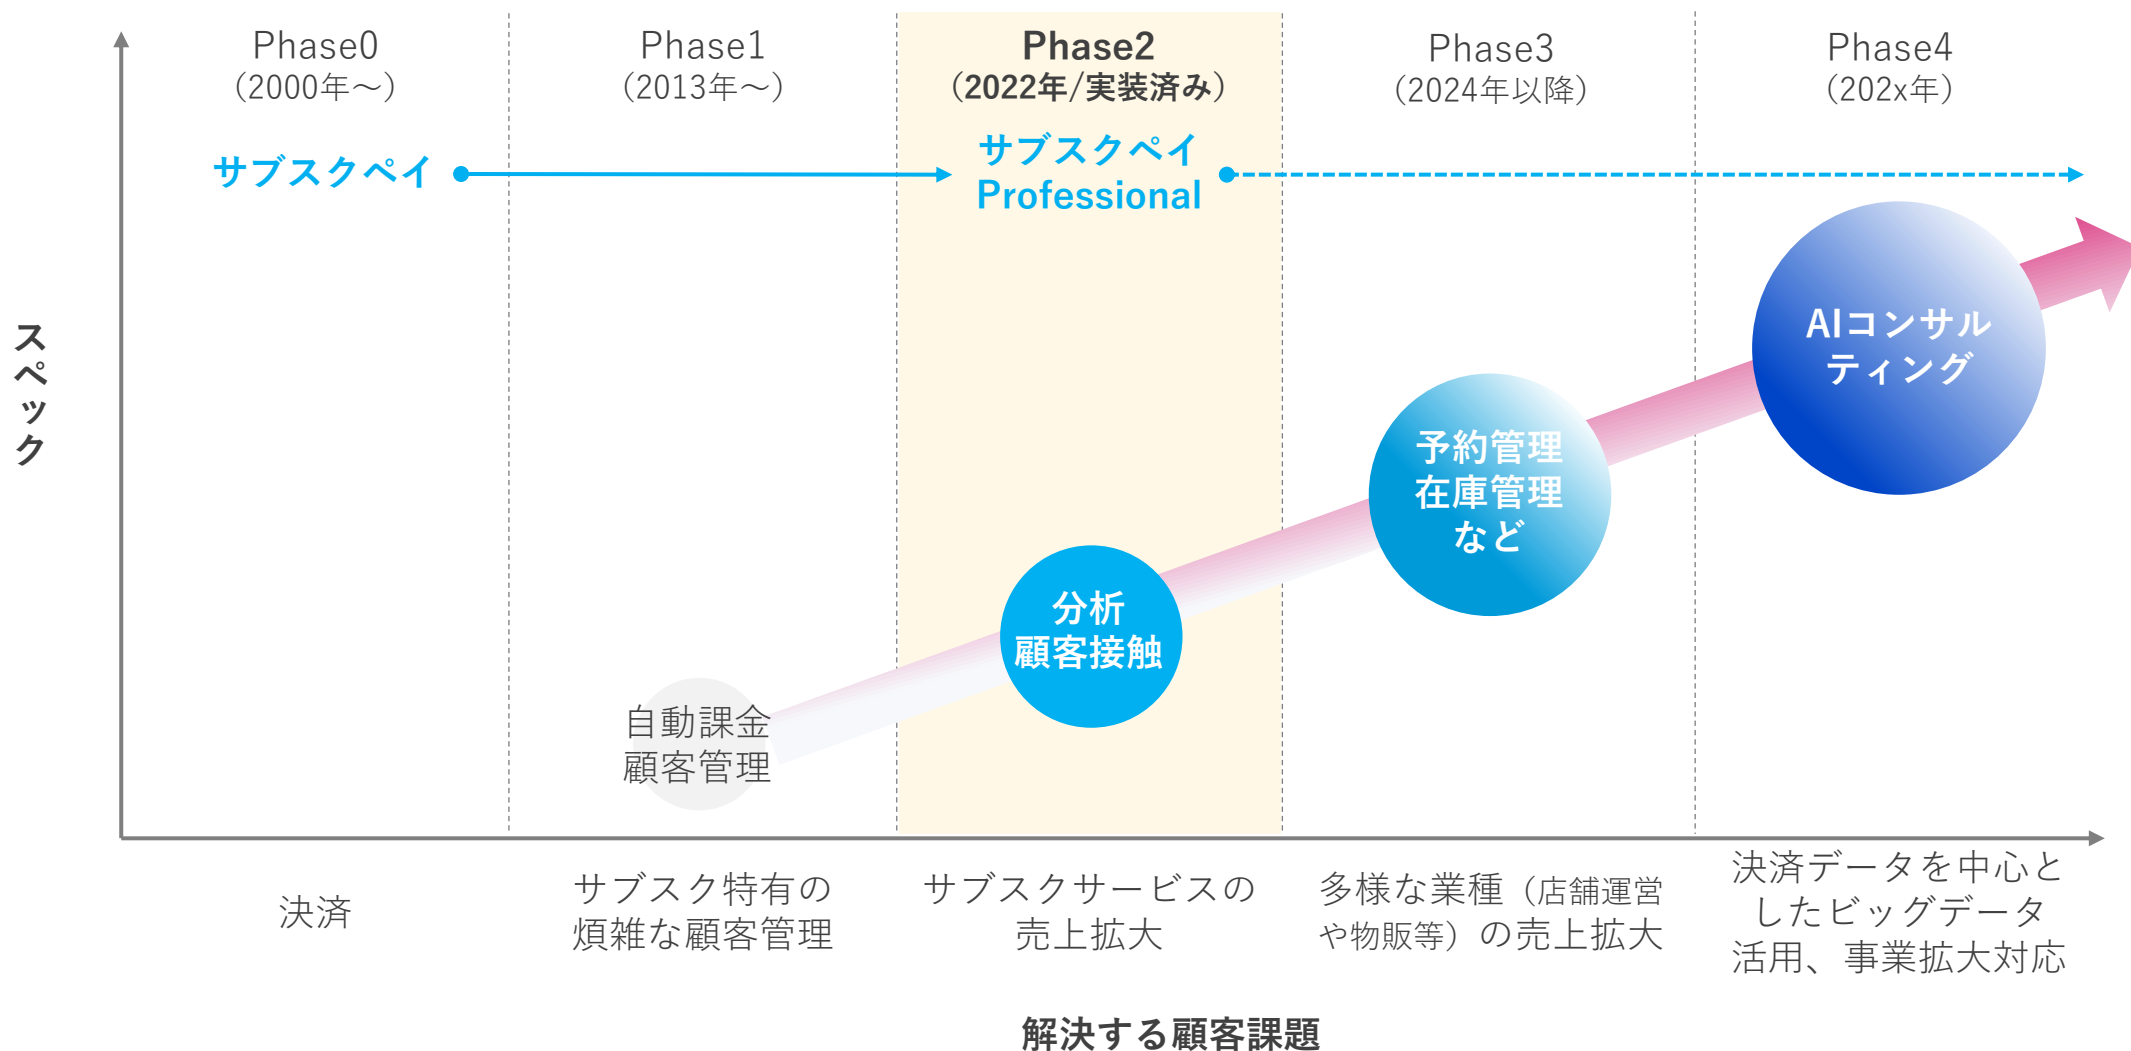 Phase0
（2000年～）
Phase1
（2013年～）
Phase2
（2022年/実装済み）
Phase3
（2024年以降）
Phase4
（202x年）
サブスクペイ
サブスクペイ
Professional
スペック
自動課金
顧客管理
分析
顧客接触
予約管理
在庫管理
など
AIコンサル
ティング
決済
サブスク特有の
煩雑な顧客管理
サブスクサービスの
売上拡大
多様な業種（店舗運営
や物販等）の売上拡大
決済データを中心と
したビッグデータ
活用、事業拡大対応
解決する顧客課題